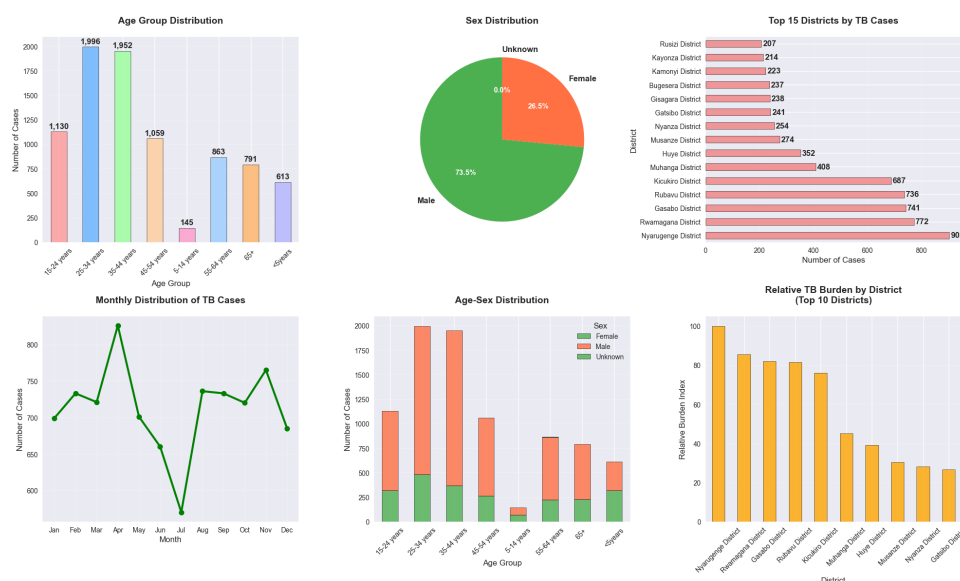 Age Group Distribution
Number of Cases
2000
1750
1500
1250
1000
750
500
250
0
1,130
1,996
1,952
1,059
145
863
791
613
15-24 years
25-34 years
35-44 years
45-54 years
5-14 years
55-64 years
65+
<5years
Age Group
Sex Distribution
Unknown
Female
Male
0.0%
26.5%
73.5%
Top 15 Districts by TB Cases
District
Rusizi District 207
Kayonza District 214
Kamonyi District 223
Bugesera District 237
Gisagara District 238
Gatsibo District 241
Nyanza District 254
Musanze District 274
Huye District 352
Muhanga District 408
Kicukiro District 687
Rubavu District 736
Gasabo District 741
Rwamagana District 772
Nyarugenge District 90
0 200 400 600 800
Number of Cases
Monthly Distribution of TB Cases
Number of Cases
800
750
700
650
600
Jan Feb Mar Apr May Jun Jul Aug Sep Oct Nov Dec
Month
Age-Sex Distribution
Number of Cases
2000
1750
1500
1250
1000
750
500
250
0
Sex
Female
Male
Unknown
15-24 years
25-34 years
35-44 years
45-54 years
5-14 years
55-64 years
65+
<5years
Age Group
Relative TB Burden by District
(Top 10 Districts)
Relative Burden Index
100
80
60
40
20
0
Nyarugenge District
Rwamagana District
Gasabo District
Rubavu District
Kicukiro District
Muhanga District
Huye District
Musanze District
Nyanza District
Gatsibo Distri
District